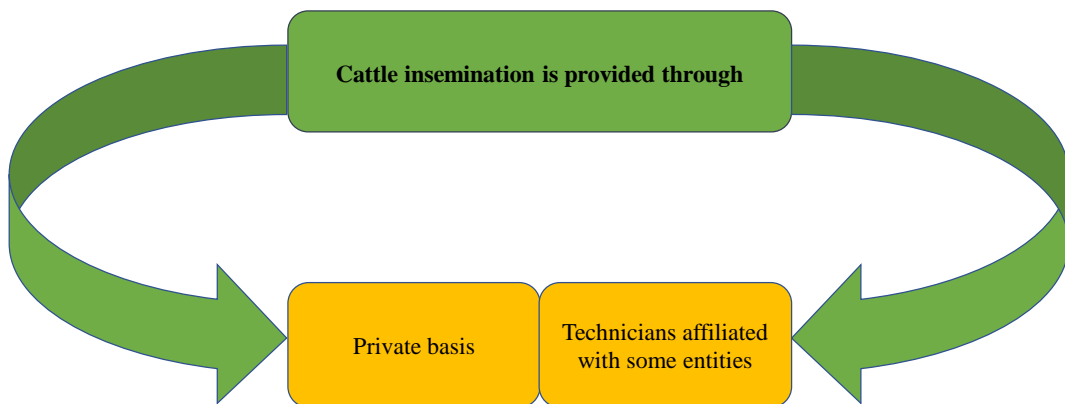 Cattle insemination is provided through
Private basis
Technicians affiliated
with some entities